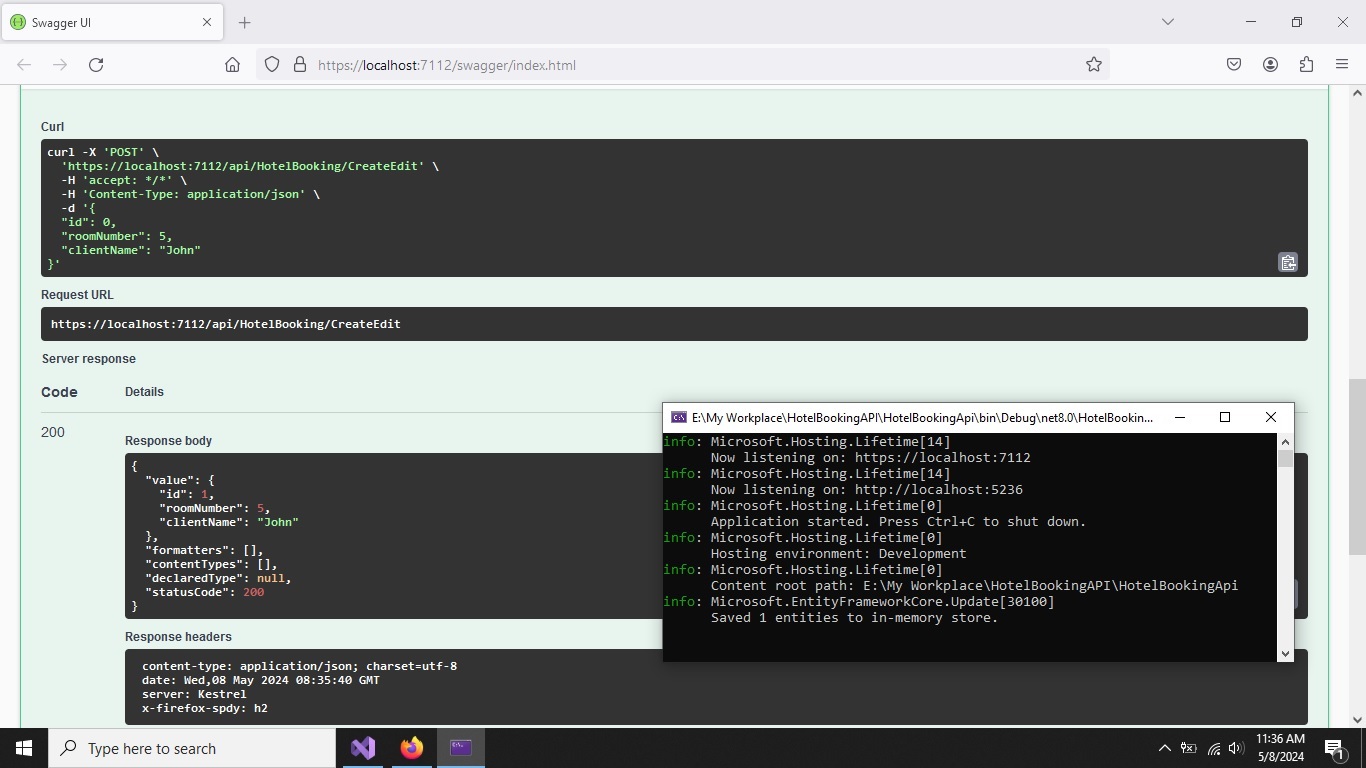 Swagger UI
https://localhost:7112/swagger/index.html
Curl
curl -X 'POST' \
'https://localhost:7112/api/HotelBooking/CreateEdit' \
-H 'accept: */*' \
-H 'Content-Type: application/json' \
-d '{
"id": 0,
"roomNumber": 5,
"clientName": "John"
}'
Request URL
https://localhost:7112/api/HotelBooking/CreateEdit
Server response
Code Details
200
Response body
{
"value": {
"id": 1,
"roomNumber": 5,
"clientName": "John"
},
"formatters": [],
"contentTypes": [],
"declaredType": null,
"statusCode": 200
}
Response headers
content-type: application/json; charset=utf-8
date: Wed,08 May 2024 08:35:40 GMT
server: Kestrel
x-firefox-spdy: h2
E:\My Workplace\HotelBookingAPI\HotelBookingApi\bin\Debug\net8.0\HotelBookin...
info: Microsoft.Hosting.Lifetime[14]
Now listening on: https://localhost:7112
info: Microsoft.Hosting.Lifetime[14]
Now listening on: http://localhost:5236
info: Microsoft.Hosting.Lifetime[0]
Application started. Press Ctrl+C to shut down.
info: Microsoft.Hosting.Lifetime[0]
Hosting environment: Development
info: Microsoft.Hosting.Lifetime[0]
Content root path: E:\My Workplace\HotelBookingAPI\HotelBookingApi
info: Microsoft.EntityFrameworkCore.Update[30100]
Saved 1 entities to in-memory store.
Type here to search
11:36 AM
5/8/2024
1